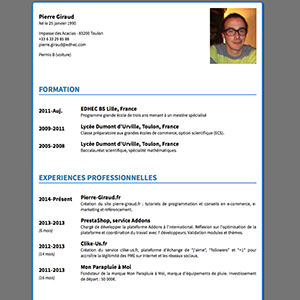 Pierre Giraud
Né le 25 janvier 1990
Impasse des Acacias - 83200 Toulon
+33 6 33 29 85 88
pierre.giraud@edhec.com
Permis B (voiture)
FORMATION
2011-Auj. EDHEC BS Lille, France
Programme grande école de trois ans menant à un mastère spécialisé
2009-2011 Lycée Dumont d'Urville, Toulon, France
Classe préparatoire aux grandes écoles de commerce, option scientifique (ECS).
2005-2008 Lycée Dumont d'Urville, Toulon, France
Baccalauréat scientifique, spécialité mathématiques.
EXPERIENCES PROFESSIONNELLES
2014-Présent Pierre-Giraud.fr
Création du site pierre-giraud.fr : tutoriels de programmation et conseils en e-commerce, e-
marketing et référencement.
2013-2013 PrestaShop, service Addons
(6 mois) Chargé de développer la plateforme Addons à l'international. Réflexion sur l'optimisation de la
plateforme et coordination du travail avec 7 développeurs. Validation modules et thèmes.
2012-2013 Clike-Us.fr
(14 mois) Création du service clike-us.fr, plateforme d'échange de "j'aime", "followers" et "+1" pour
accroître la légitimité des PME sur internet et les réseaux sociaux.
2011-2013 Mon Parapluie à Moi
(16 mois) Fondateur de la marque Mon Parapluie à Moi, marque d'équipements de pluie. Investissement
de départ : 50 000€.